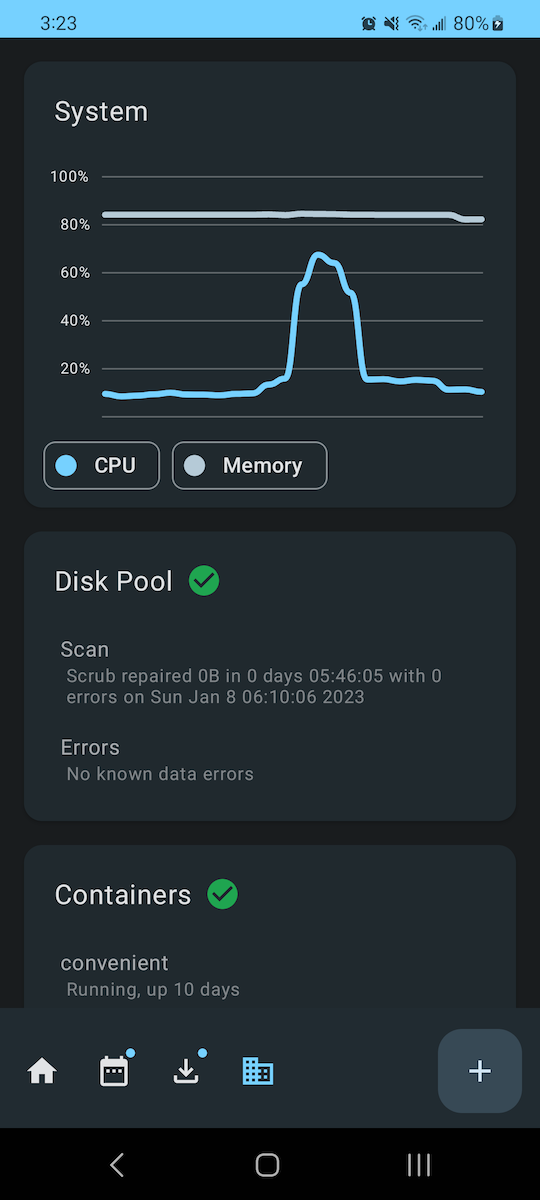 3:23
80%
System
100%
80%
60%
40%
20%
CPU
Memory
Disk Pool
Scan
Scrub repaired 0B in 0 days 05:46:05 with 0
errors on Sun Jan 8 06:10:06 2023
Errors
No known data errors
Containers
convenient
Running, up 10 days